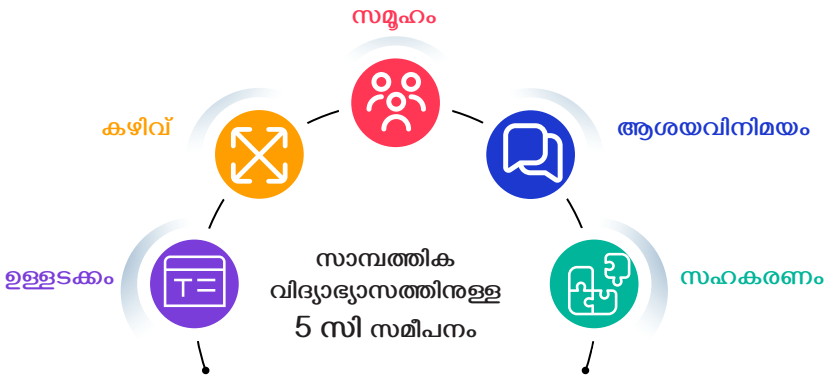 സമൂഹം
കഴിവ്
ആശയവിനിമയം
ഉള്ളടക്കം
സാമ്പത്തിക
വിദ്യാഭ്യാസത്തിനുള്ള
5 സി സമീപനം
സഹകരണം